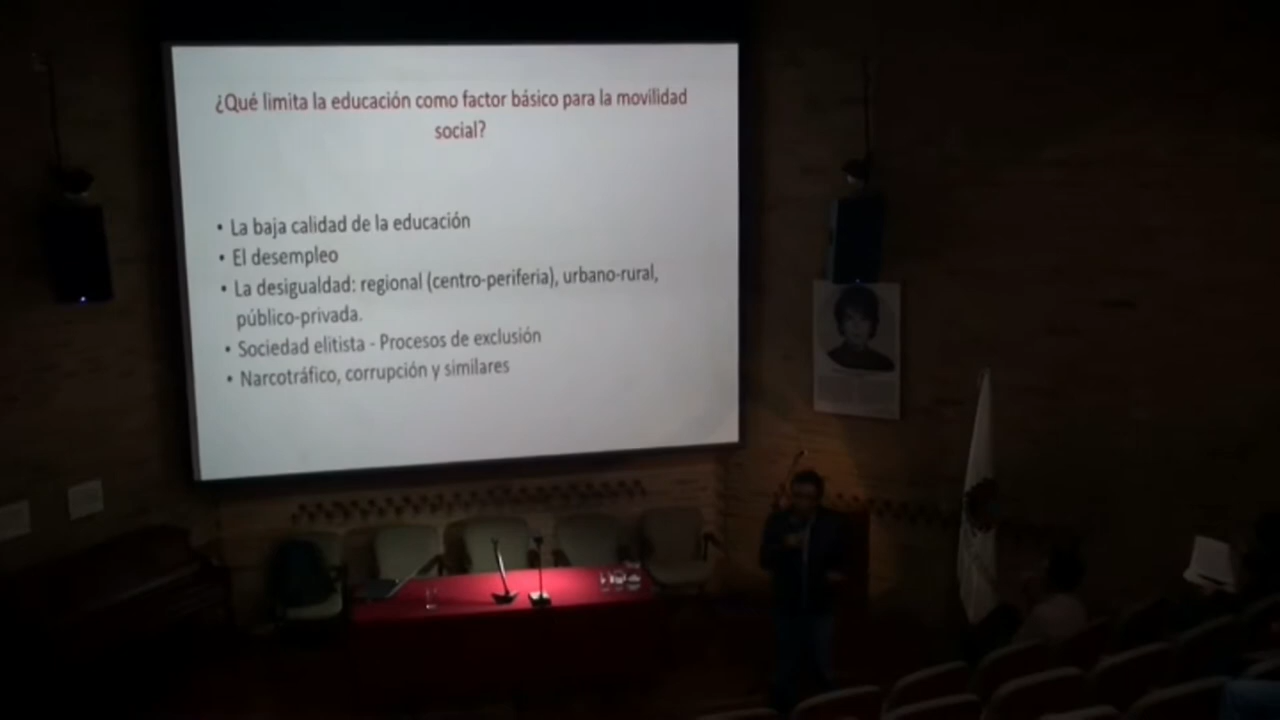 ¿Qué limita la educación como factor básico para la movilidad
social?
• La baja calidad de la educación
• El desempleo
• La desigualdad: regional (centro-periferia), urbano-rural,
público-privada.
• Sociedad elitista - Procesos de exclusión
• Narcotráfico, corrupción y similares